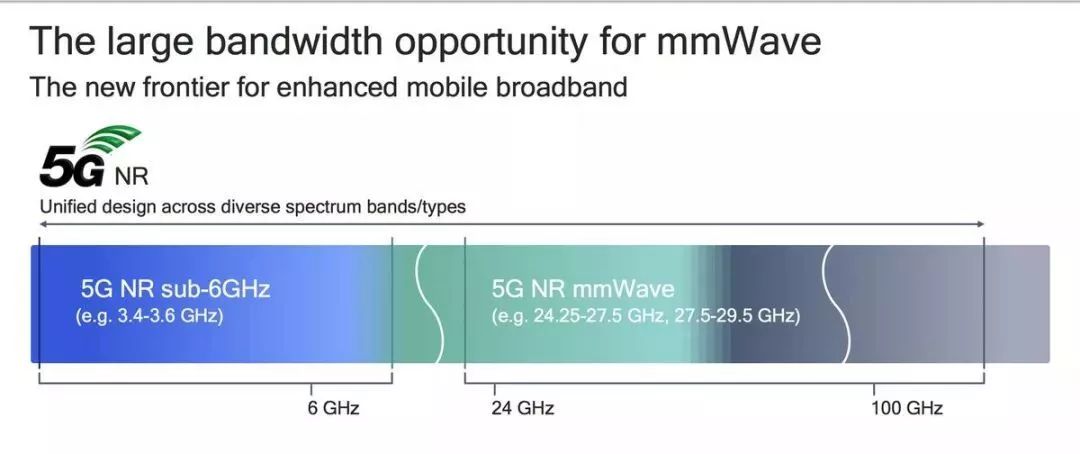 The large bandwidth opportunity for mmWave
The new frontier for enhanced mobile broadband
5G NR
Unified design across diverse spectrum bands/types
5G NR sub-6GHz
(e.g. 3.4-3.6 GHz)
5G NR mmWave
(e.g. 24.25-27.5 GHz, 27.5-29.5 GHz)
6 GHz
24 GHz
100 GHz